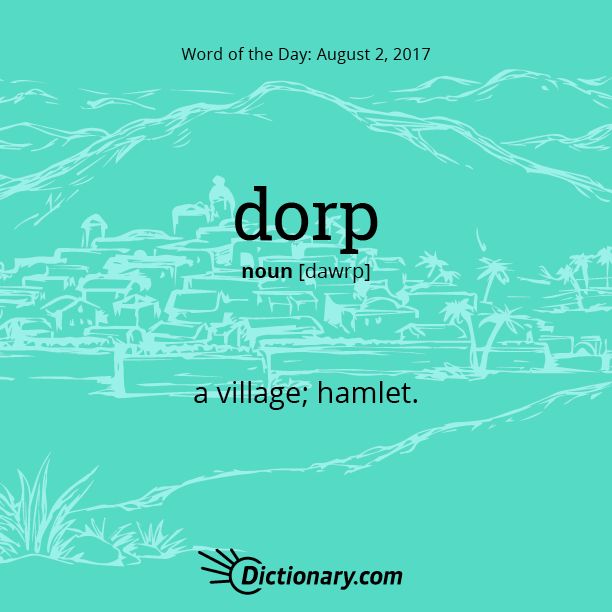 Word of the Day: August 2, 2017
dorp
noun [dawrp]
a village; hamlet.
Dictionary.com